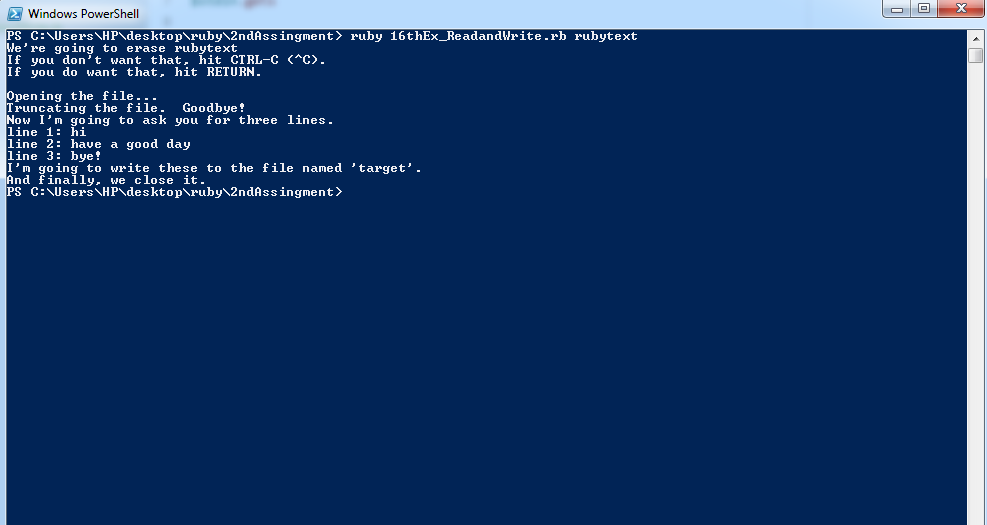 Windows PowerShell
PS C:\Users\HP\desktop\ruby\2ndAssingment> ruby 16thEx_ReadandWrite.rb rubytext
We're going to erase rubytext
If you don't want that, hit CTRL-C (^C).
If you do want that, hit RETURN.
Opening the file...
Truncating the file.  Goodbye!
Now I'm going to ask you for three lines.
line 1: hi
line 2: have a good day
line 3: bye!
I'm going to write these to the file named 'target'.
And finally, we close it.
PS C:\Users\HP\desktop\ruby\2ndAssingment>